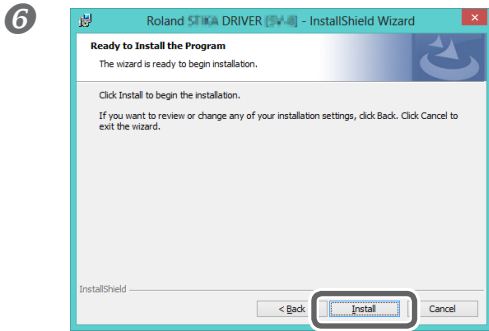 6
Roland STIKA DRIVER [SV-8] - InstallShield Wizard
Ready to Install the Program
The wizard is ready to begin installation.
Click Install to begin the installation.
If you want to review or change any of your installation settings, click Back. Click Cancel to
exit the wizard.
InstallShield
< Back Install Cancel